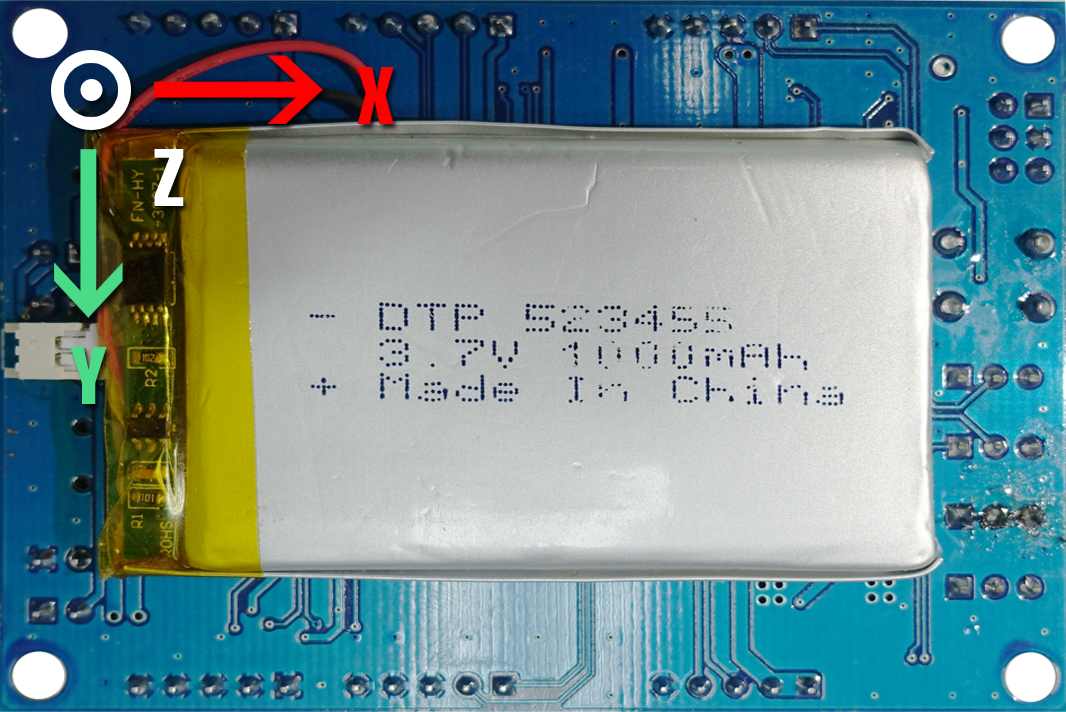 X
Z
Y
FN-HY
R2
R1
- DTP 523455
3.7V 1000mAh
+ Made In China